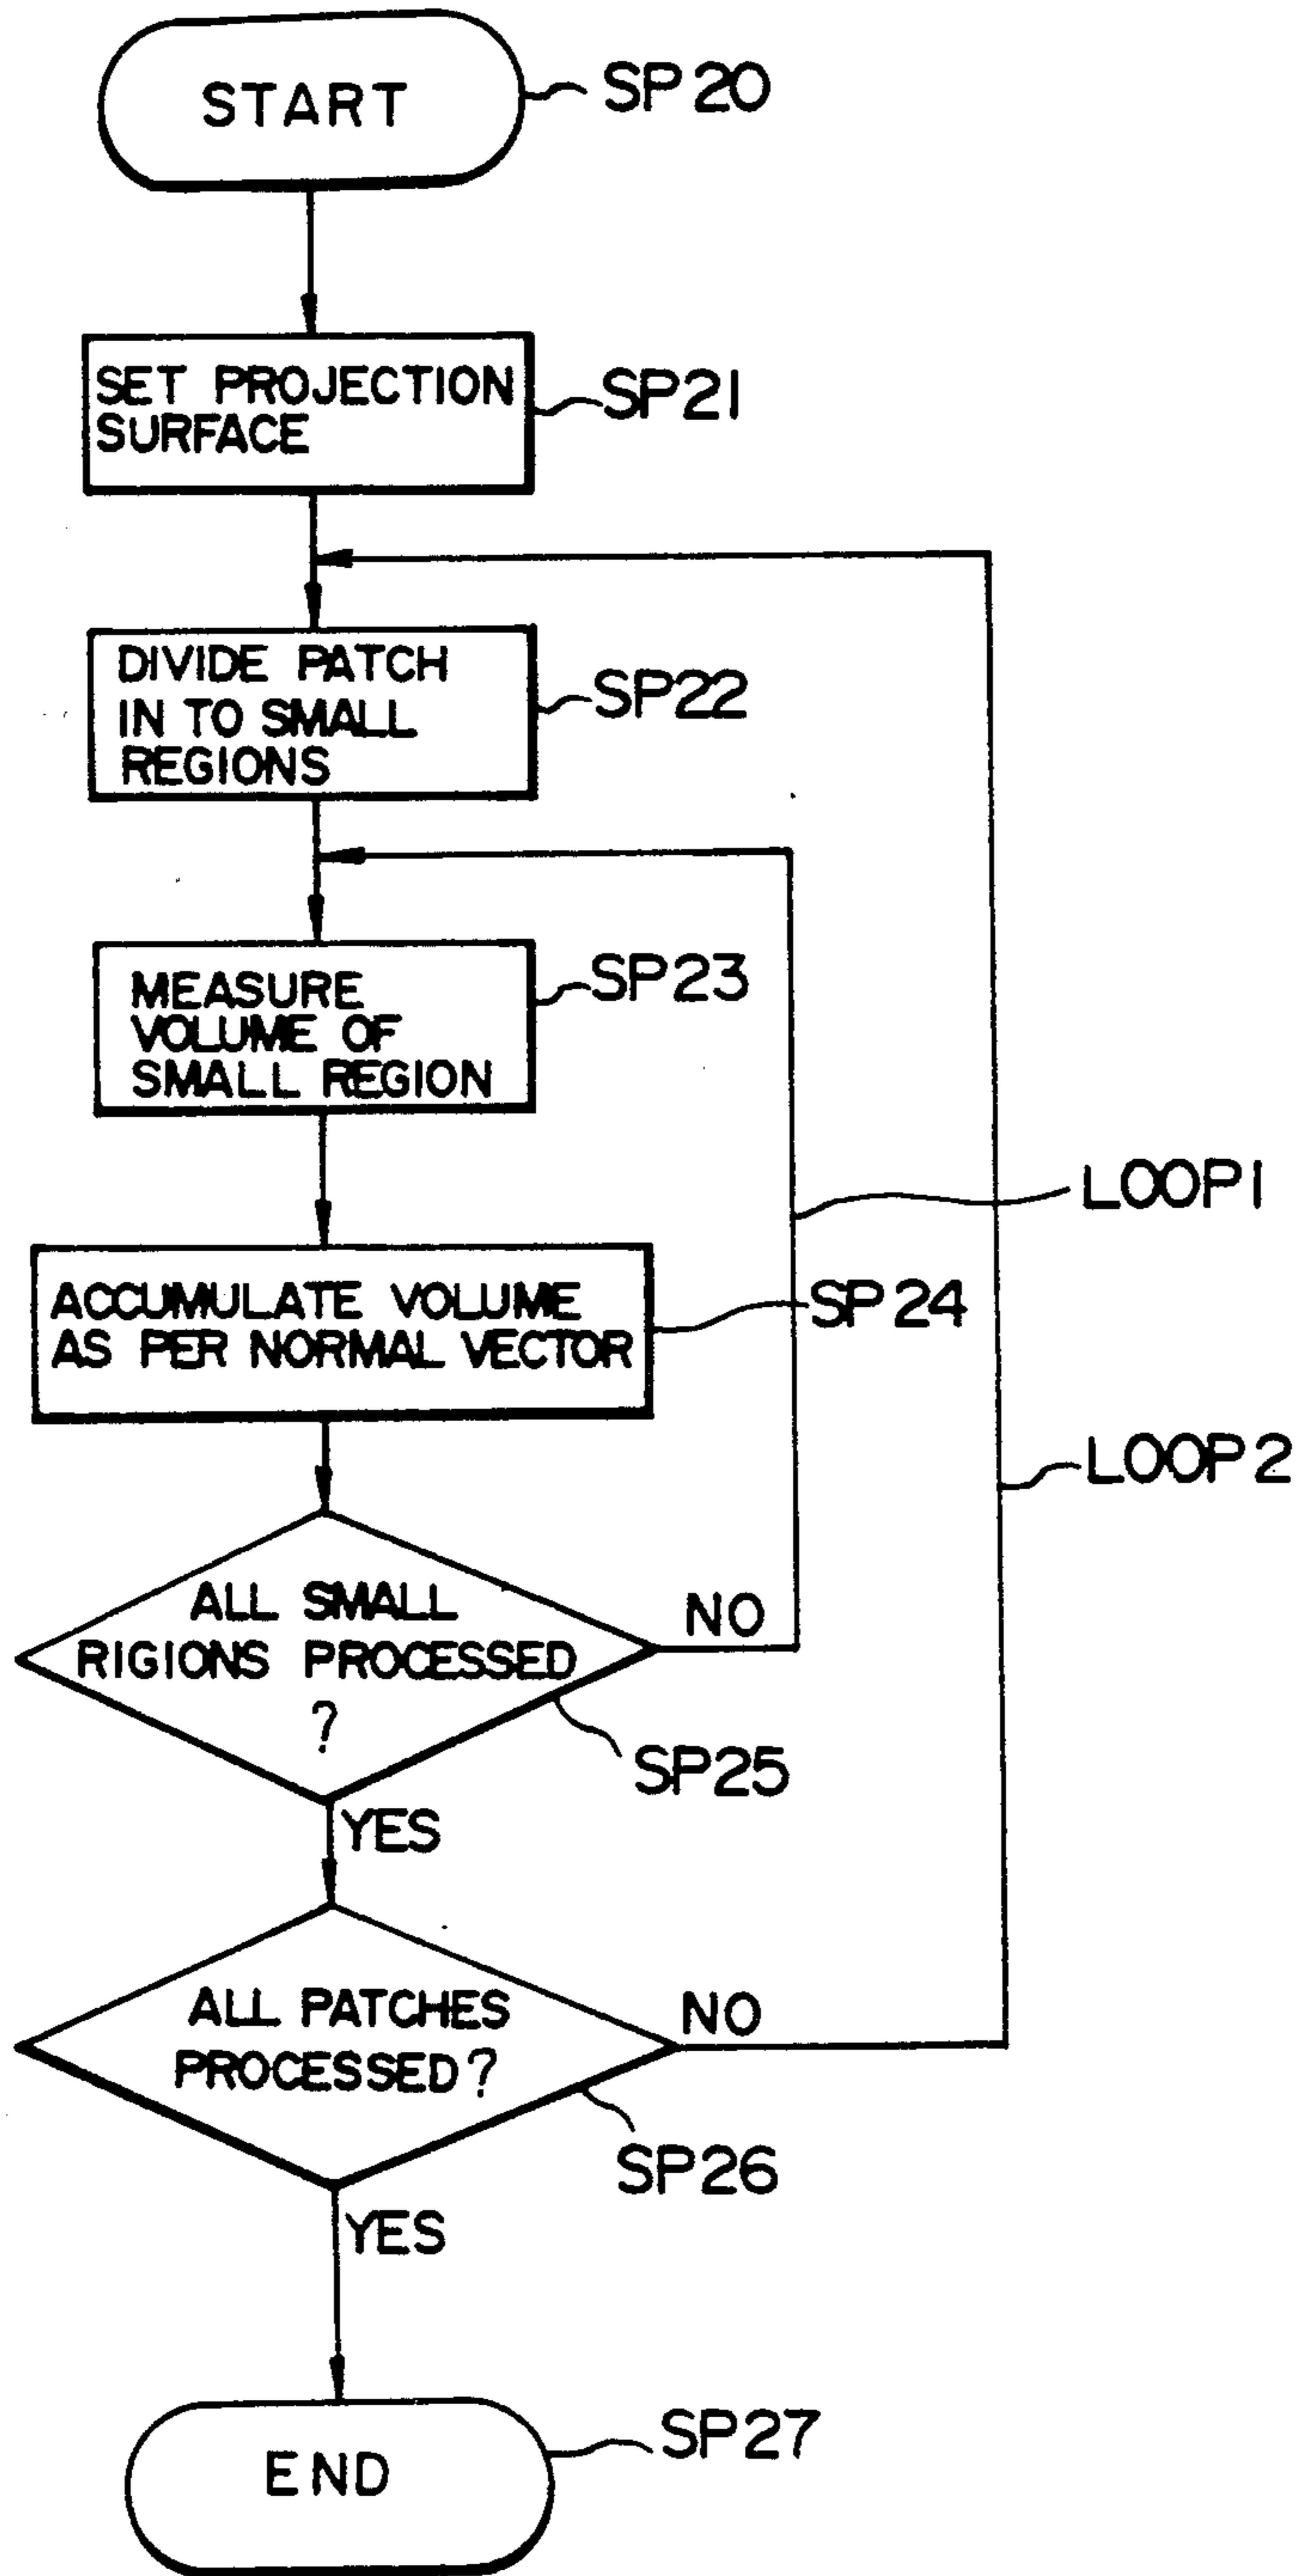 START
SP20
SET PROJECTION
SURFACE
SP21
DIVIDE PATCH
IN TO SMALL
REGIONS
SP22
MEASURE
VOLUME OF
SMALL REGION
SP23
LOOP1
ACCUMULATE VOLUME
AS PER NORMAL VECTOR
SP24
LOOP2
ALL SMALL
RIGIONS PROCESSED
?
NO
SP25
YES
ALL PATCHES
PROCESSED?
NO
SP26
YES
END
SP27